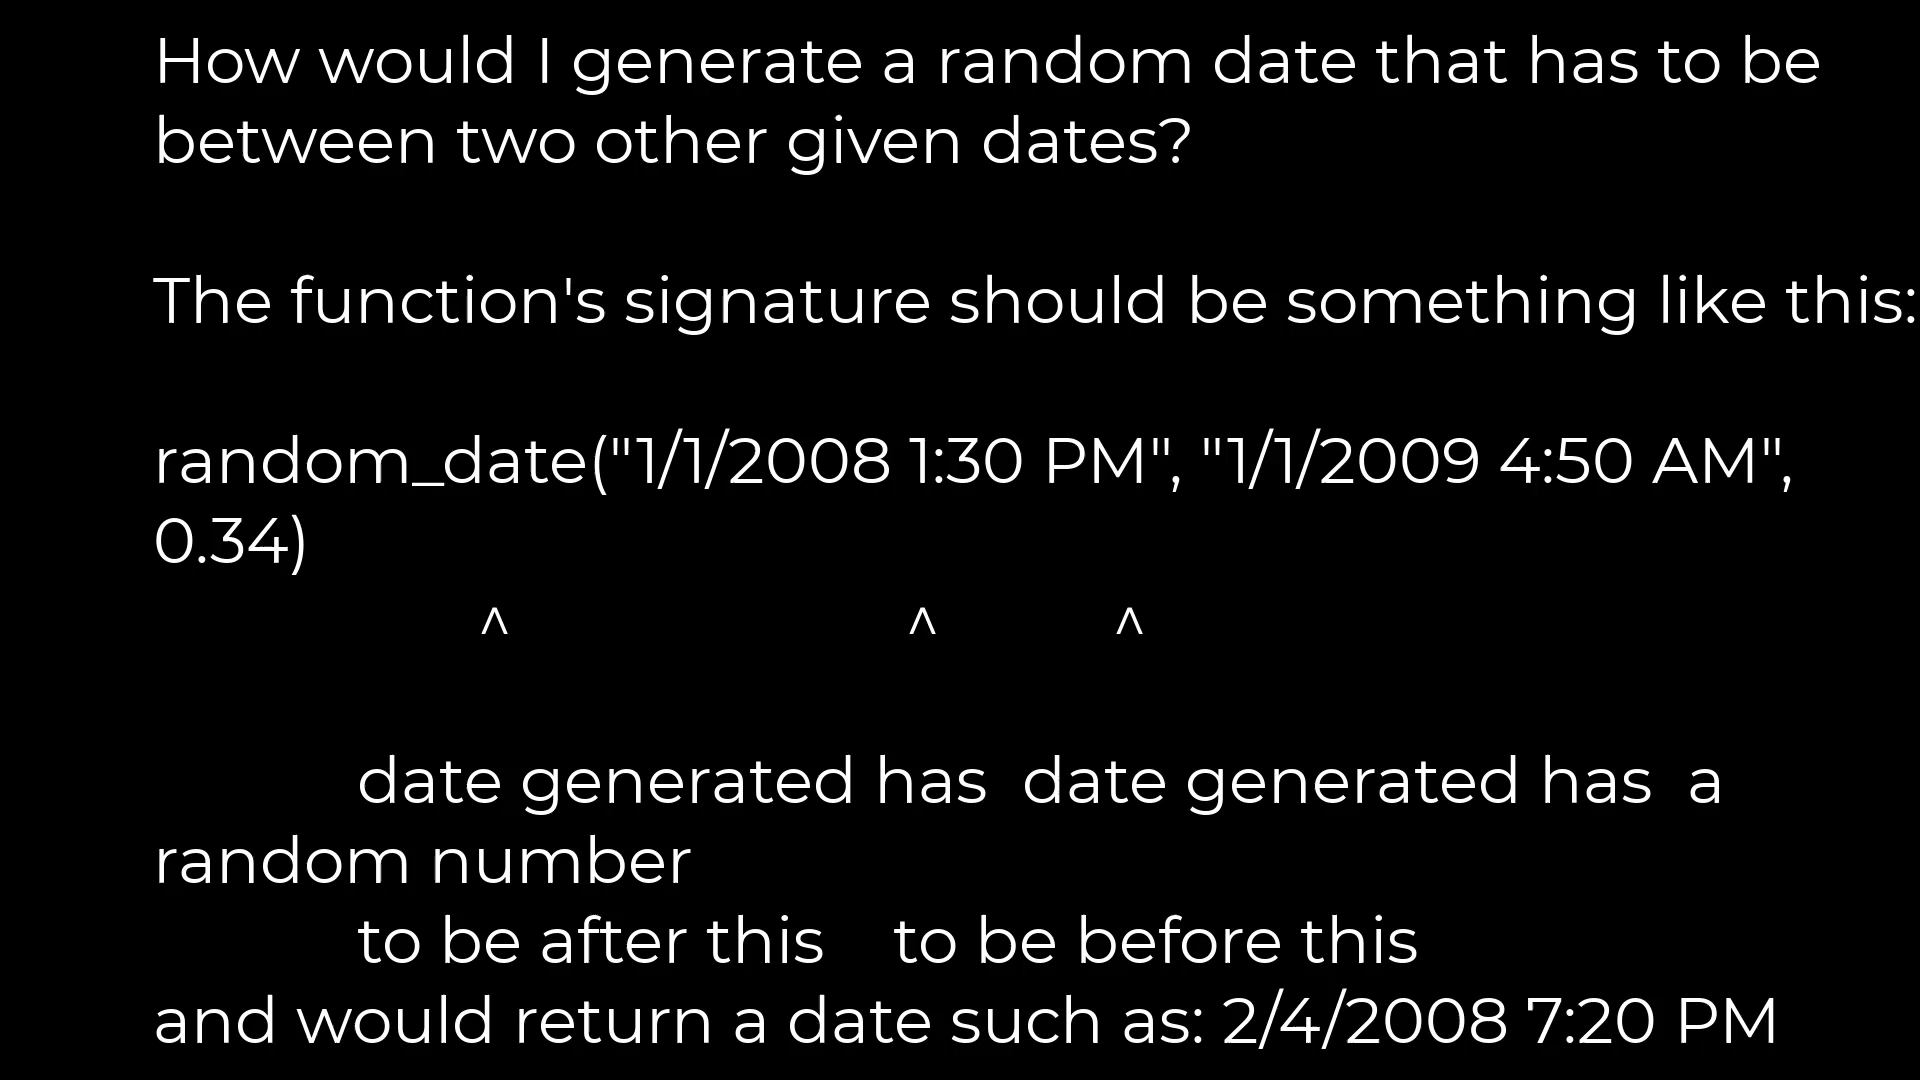 How would I generate a random date that has to be
between two other given dates?
The function's signature should be something like this:
random_date("1/1/2008 1:30 PM", "1/1/2009 4:50 AM",
0.34)
^ ^ ^
date generated has date generated has a
random number
to be after this to be before this
and would return a date such as: 2/4/2008 7:20 PM